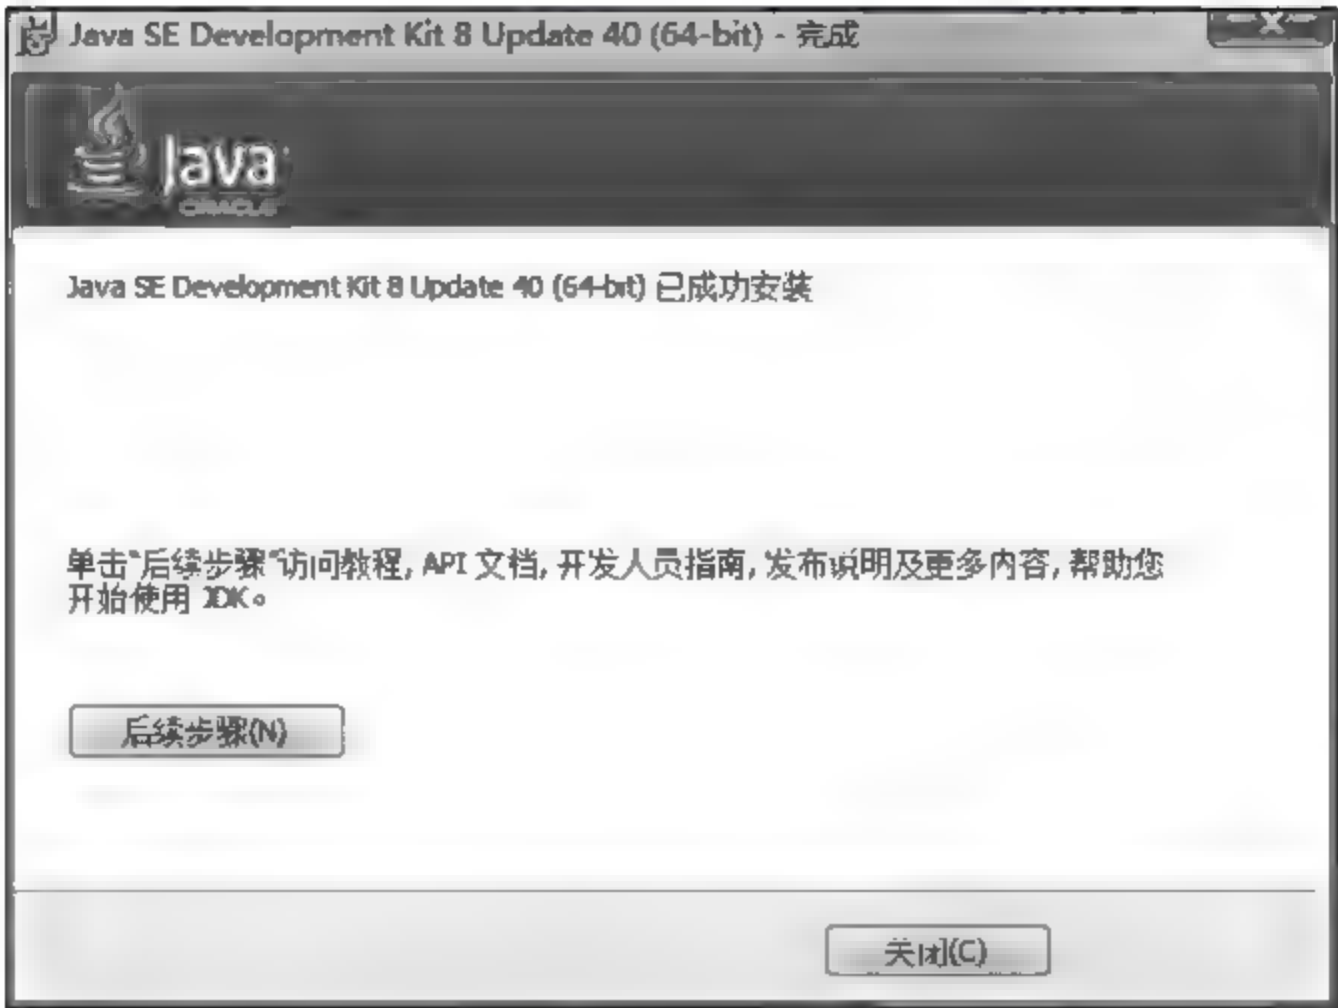 Java SE Development Kit 8 Update 40 (64-bit) - 完成
Java
ORACLE
Java SE Development Kit 8 Update 40 (64-bit) 已成功安装
单击“后续步骤”访问教程, API 文档, 开发人员指南, 发布说明及更多内容, 帮助您
开始使用 JDK。
后续步骤(N)
关闭(C)